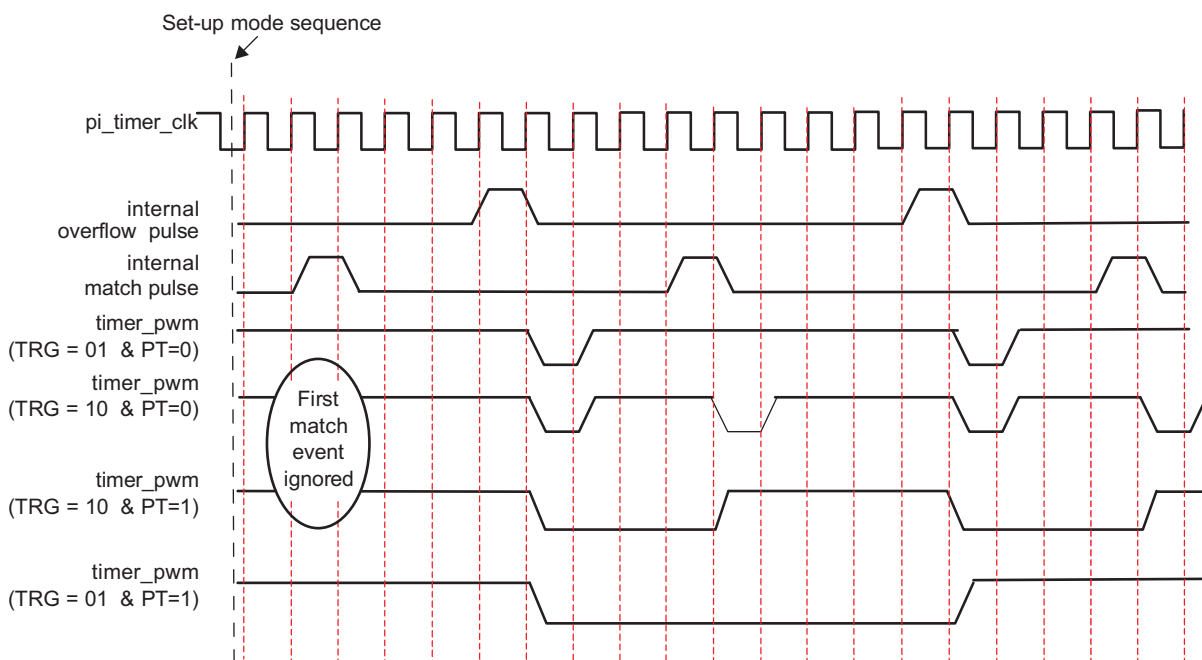 Set-up mode sequence
pi_timer_clk
internal
overflow pulse
internal
match pulse
timer_pwm
(TRG = 01 & PT=0)
timer_pwm
(TRG = 10 & PT=0)
First
match
event
ignored
timer_pwm
(TRG = 10 & PT=1)
timer_pwm
(TRG = 01 & PT=1)